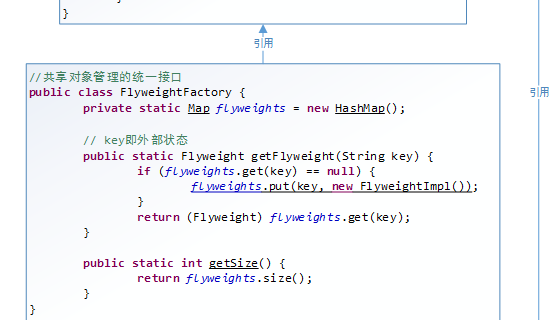 }
引用
引用
//共享对象管理的统一接口
public class FlyweightFactory {
private static Map flyweights = new HashMap();
// key即外部状态
public static Flyweight getFlyweight(String key) {
if (flyweights.get(key) == null) {
flyweights.put(key, new FlyweightImpl());
}
return (Flyweight) flyweights.get(key);
}
public static int getSize() {
return flyweights.size();
}
}